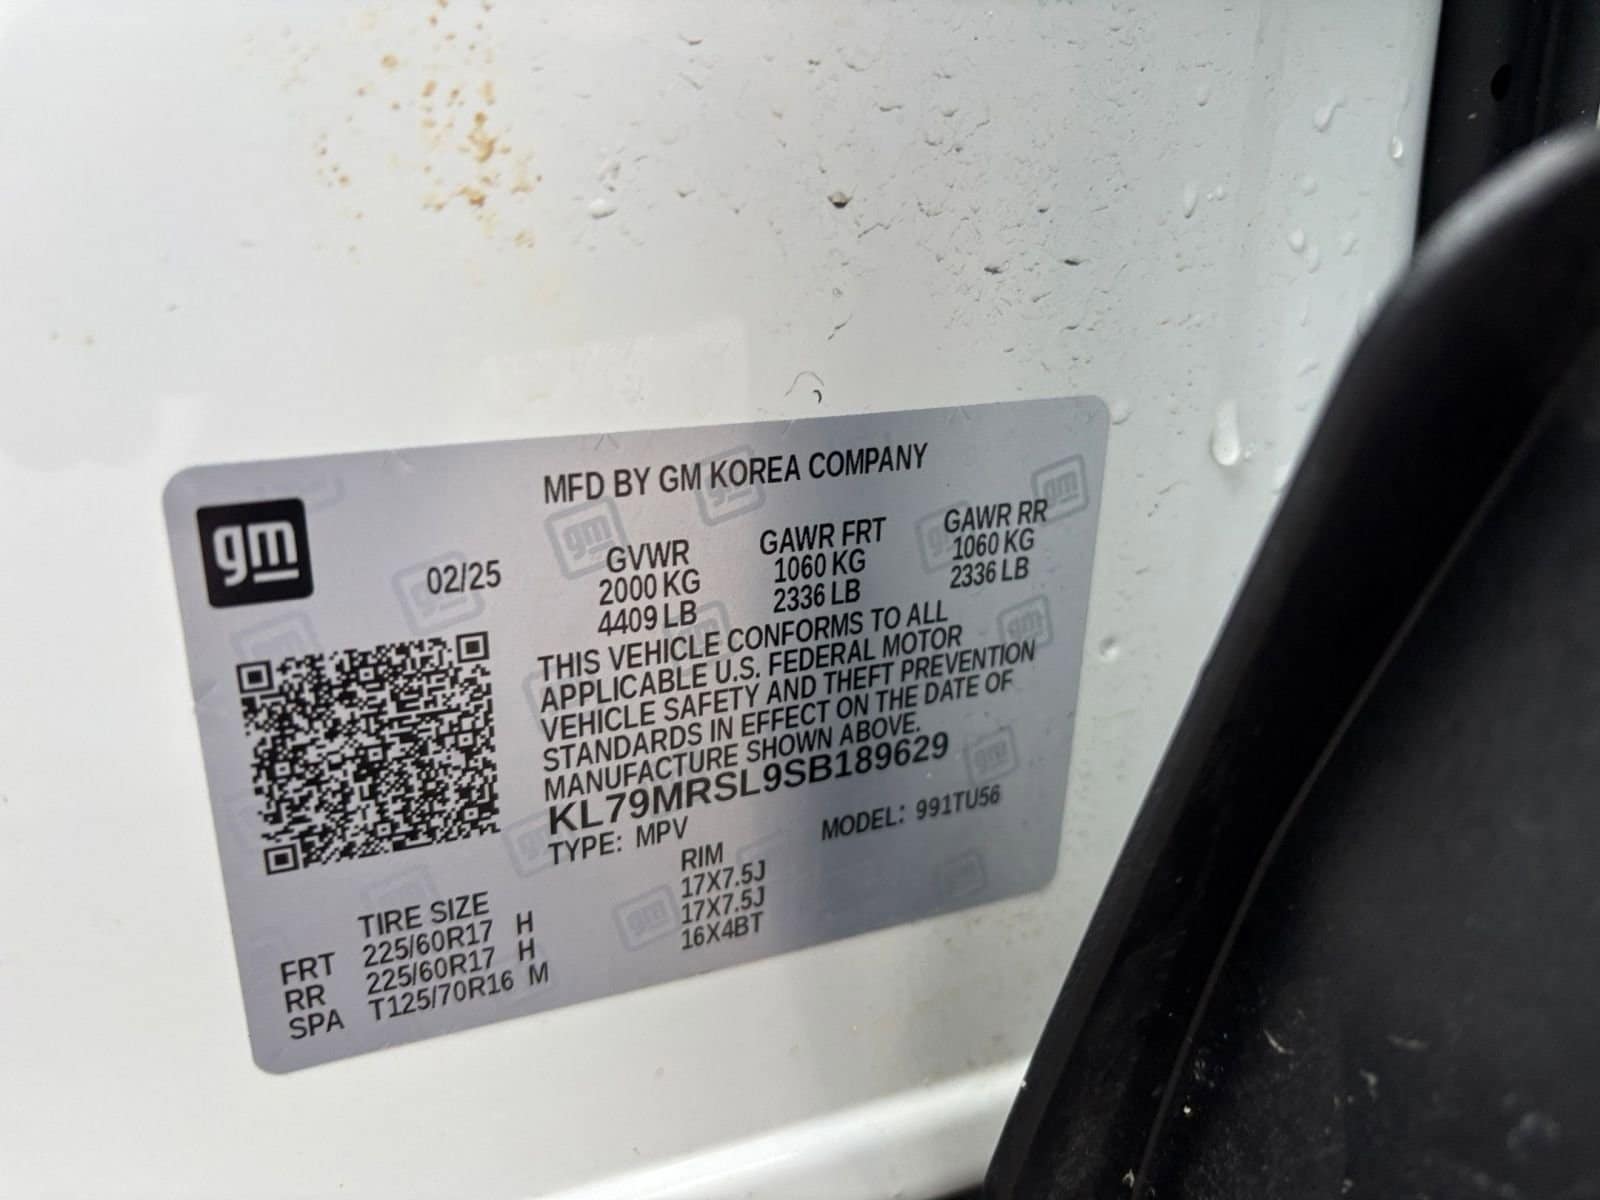 MFD BY GM KOREA COMPANY
gm
02/25
GVWR GAWR FRT GAWR RR
2000 KG 1060 KG 1060 KG
4409 LB 2336 LB 2336 LB
THIS VEHICLE CONFORMS TO ALL
APPLICABLE U.S. FEDERAL MOTOR
VEHICLE SAFETY AND THEFT PREVENTION
STANDARDS IN EFFECT ON THE DATE OF
MANUFACTURE SHOWN ABOVE.
KL79MRSL9SB189629
TYPE: MPV MODEL: 991TU56
TIRE SIZE RIM
FRT 225/60R17 H 17X7.5J
RR 225/60R17 H 17X7.5J
SPA T125/70R16 M 16X4BT